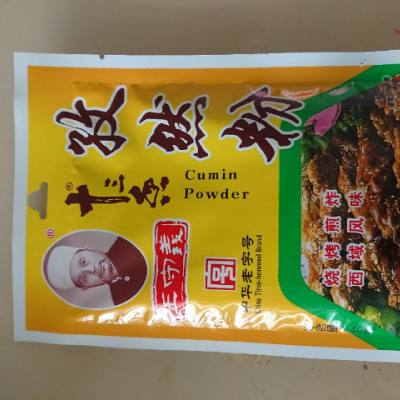 孜然粉
十三香
®
Cumin
Powder
®
王守義
中华老字号
China Time-honored Brand
烧烤煎炸
西域风味